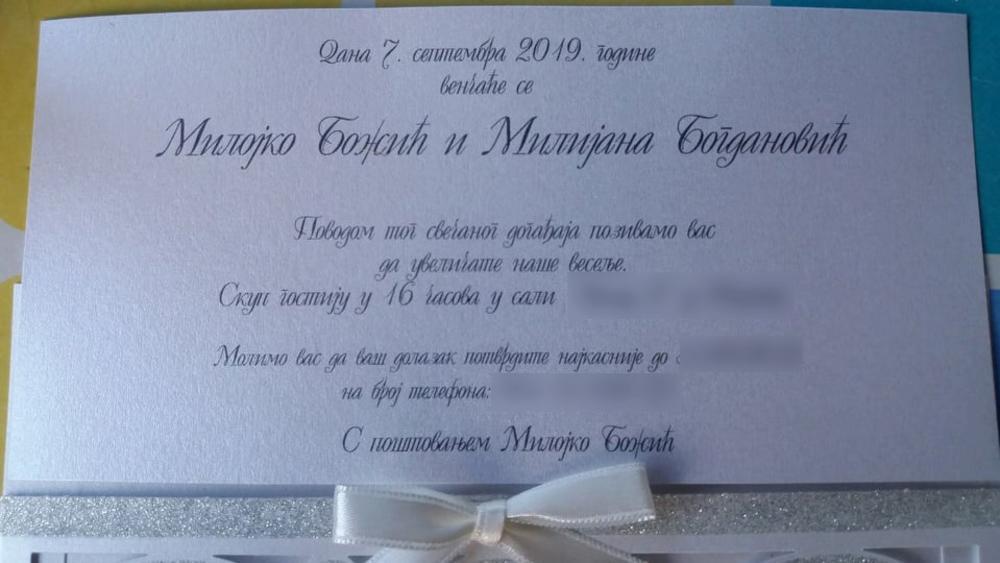 Дана 7. септембра 2019. године
венчаће се
Милојко Божић и Милијана Богдановић
Поводом тог свечаног догађаја позивамо вас
да увеличате наше весеље.
Скуп гостију у 16 часова у сали
Молимо вас да ваш долазак потврдите најкасније до
на број телефона:
С поштовањем Милојко Божић